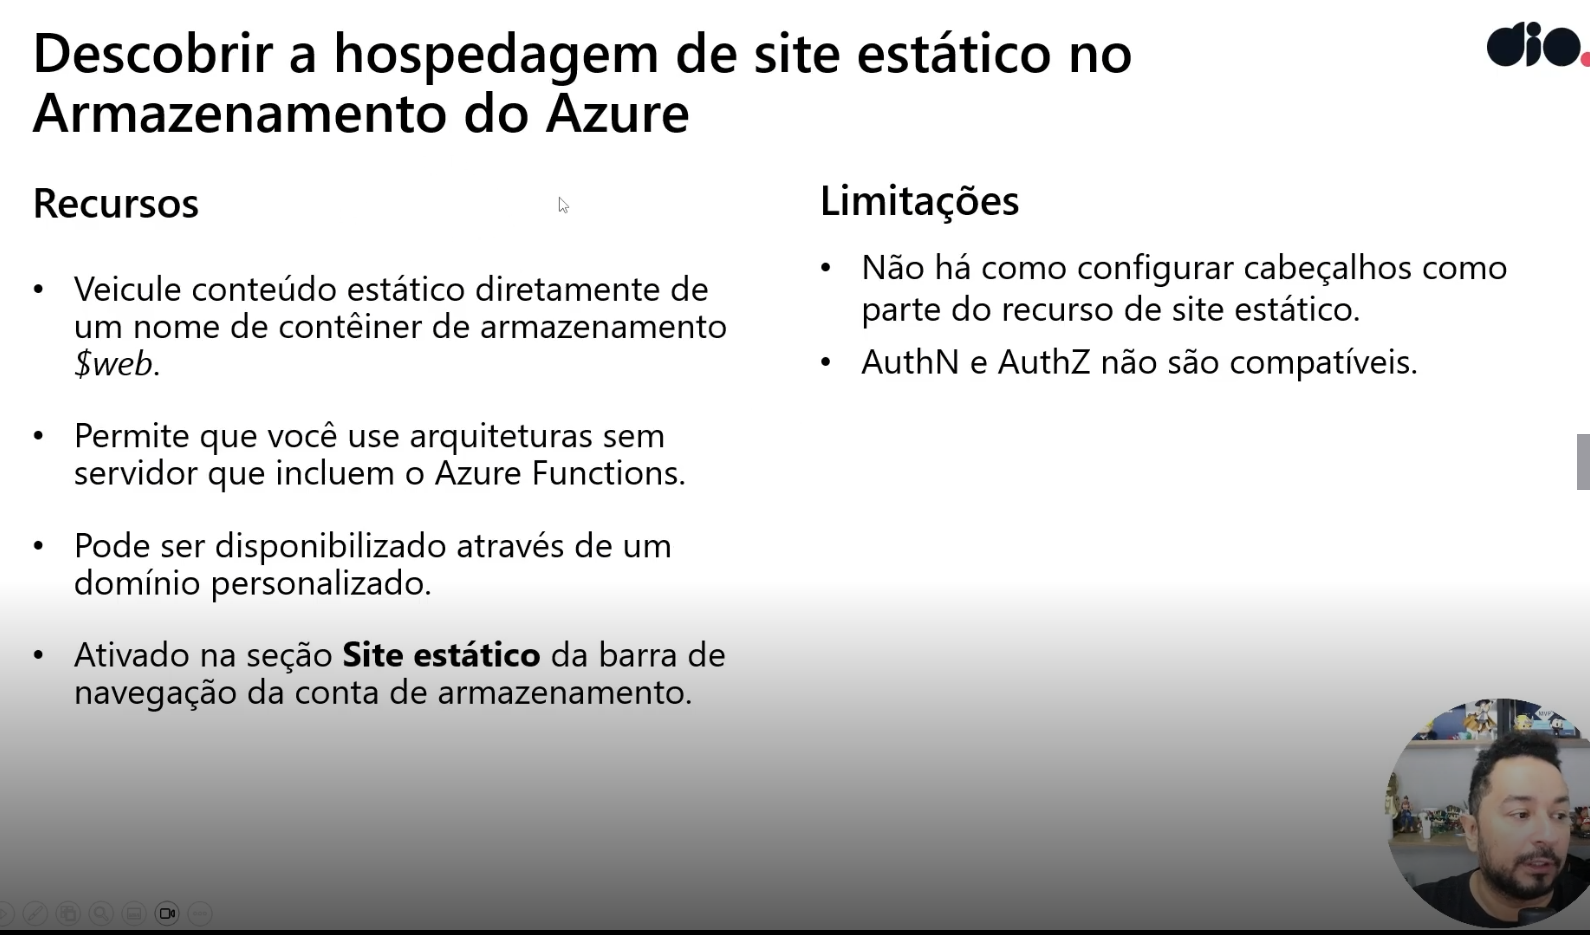 Descobrir a hospedagem de site estático no
Armazenamento do Azure
dio.
Recursos
• Veicule conteúdo estático diretamente de
um nome de contêiner de armazenamento
$web.
• Permite que você use arquiteturas sem
servidor que incluem o Azure Functions.
• Pode ser disponibilizado através de um
domínio personalizado.
• Ativado na seção Site estático da barra de
navegação da conta de armazenamento.
Limitações
• Não há como configurar cabeçalhos como
parte do recurso de site estático.
• AuthN e AuthZ não são compatíveis.